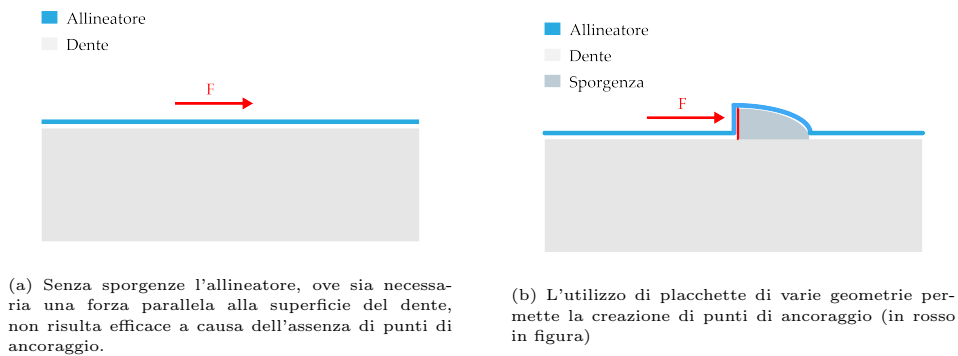 Allineatore
Dente
F
(a) Senza sporgenze l'allineatore, ove sia necessa-
ria una forza parallela alla superficie del dente,
non risulta efficace a causa dell'assenza di punti di
ancoraggio.
Allineatore
Dente
Sporgenza
F
(b) L'utilizzo di placchette di varie geometrie per-
mette la creazione di punti di ancoraggio (in rosso
in figura)